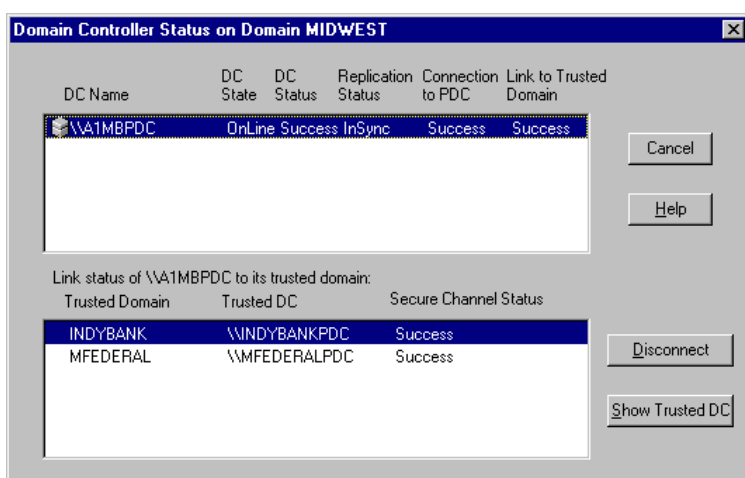 Domain Controller Status on Domain MIDWEST
DC DC Replication Connection Link to Trusted
DC Name State Status Status to PDC Domain
\\A1MBPDC OnLine Success InSync Success Success
Cancel
Help
Link status of \\A1MBPDC to its trusted domain:
Trusted Domain Trusted DC Secure Channel Status
INDYBANK \\INDYBANKPDC Success
MFEDERAL \\MFEDERALPDC Success
Disconnect
Show Trusted DC